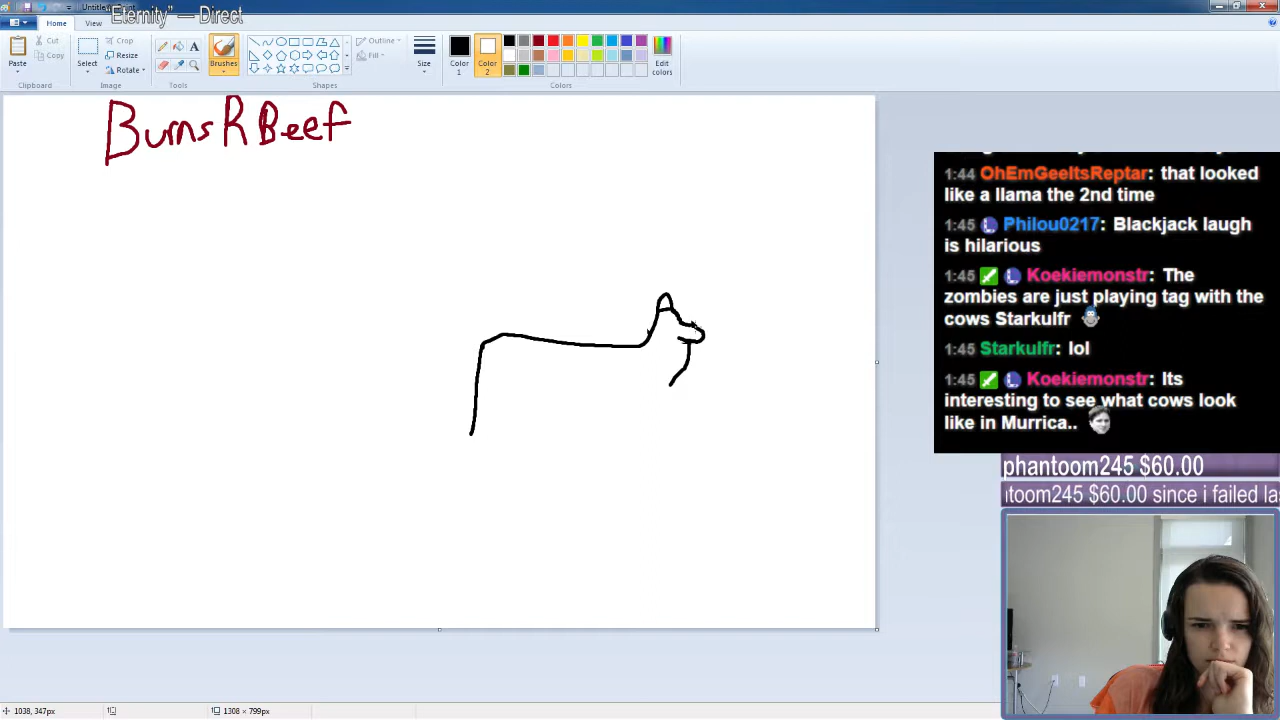 Eternity" — Direct
Home View
Paste
Cut
Copy
Clipboard
Select
Crop
Resize
Rotate
Image
Tools
Brushes
Shapes
Outline
Fill
Size
Color 1
Color 2
Edit colors
Colors
BurnsRBeef
1:44 OhEmGeeItsReptar: that looked
like a llama the 2nd time
1:45 Philou0217: Blackjack laugh
is hilarious
1:45 Koekiemonstr: The
zombies are just playing tag with the
cows Starkulfr
1:45 Starkulfr: lol
1:45 Koekiemonstr: Its
interesting to see what cows look
like in Murrica..
phantoom245 $60.00
toom245 $60.00 since i failed la
1038, 347px
1308 × 799px